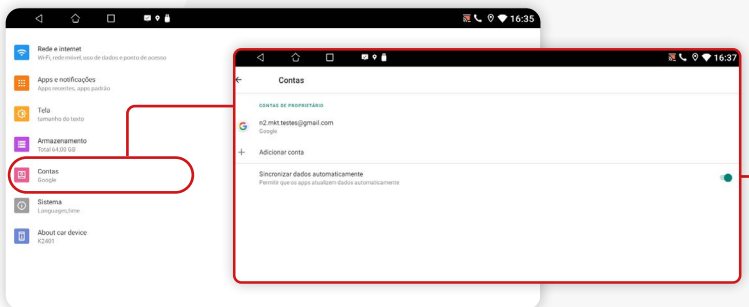 16:35
Rede e internet
Wi-Fi, rede móvel, uso de dados e ponto de acesso
Apps e notificações
Apps recentes, apps padrão
Tela
tamanho do texto
Armazenamento
Total 64,00 GB
Contas
Google
Sistema
Languages,time
About car device
K2401
16:37
Contas
CONTAS DE PROPRIETÁRIO
n2.mkt.testes@gmail.com
Google
Adicionar conta
Sincronizar dados automaticamente
Permitir que os apps atualizem dados automaticamente